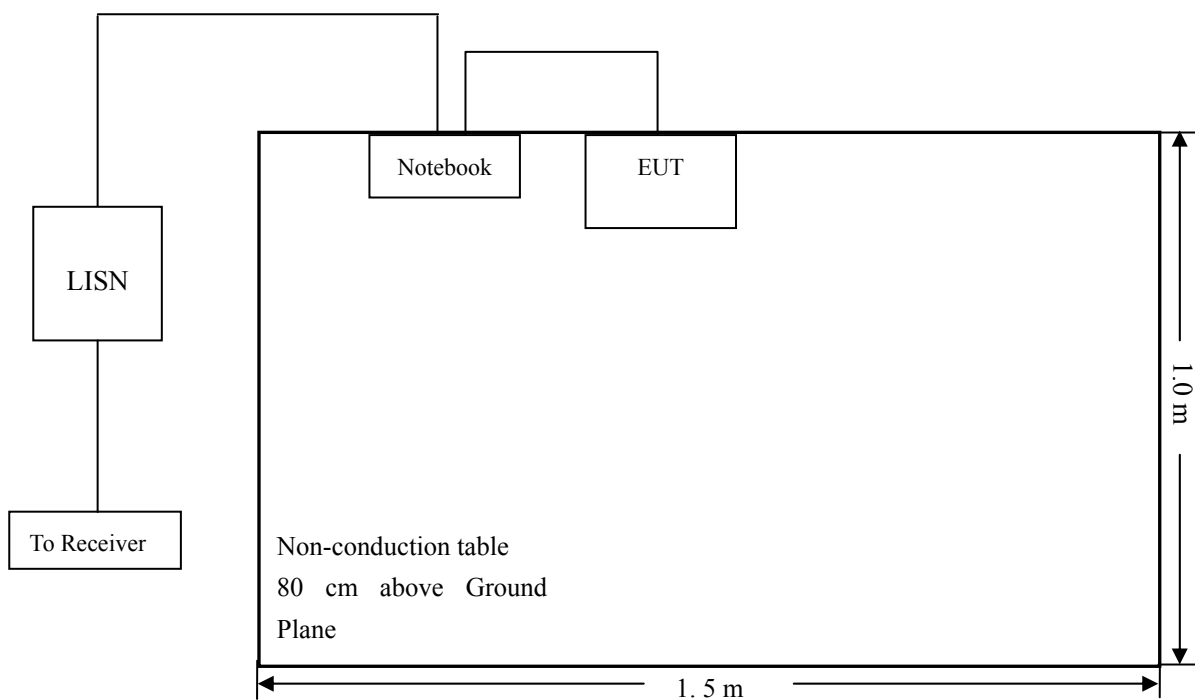 Notebook
EUT
LISN
1.0 m
To Receiver
Non-conduction table
80 cm above Ground
Plane
1. 5 m